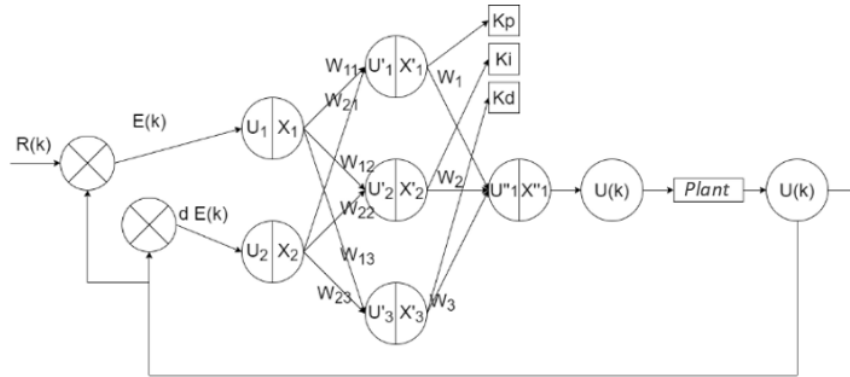 Kp
Ki
Kd
W11
U'1 X'1
W1
W21
R(k)
E(k)
U1 X1
W12
U'2 X'2
W2
U"1 X"1
U(k)
Plant
U(k)
d E(k)
W22
U2 X2
W13
W23
U'3 X'3
W3